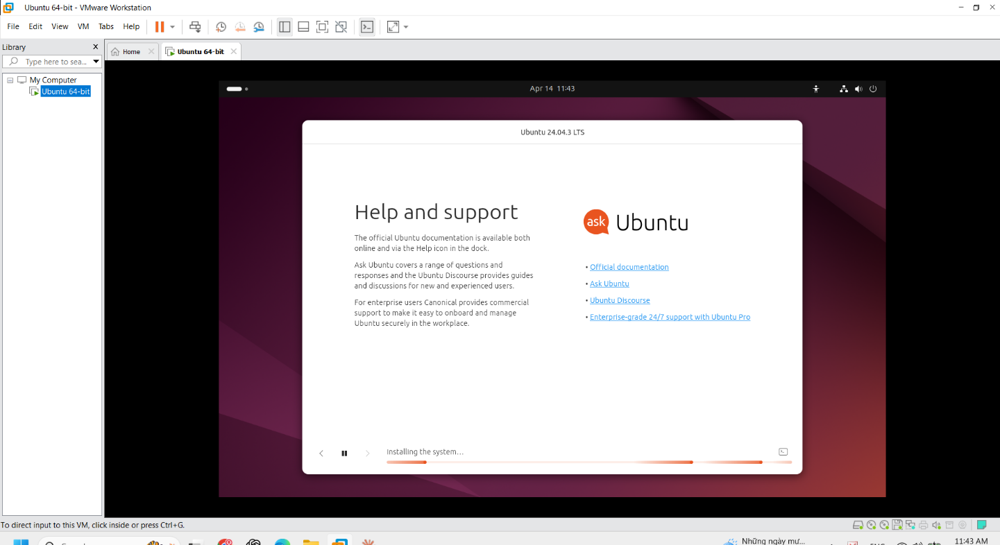 Ubuntu 64-bit - VMware Workstation
File Edit View VM Tabs Help
Library
Type here to sea...
My Computer
Ubuntu 64-bit
Home
Ubuntu 64-bit
Apr 14 11:43
Ubuntu 24.04.3 LTS
Help and support
The official Ubuntu documentation is available both
online and via the Help icon in the dock.
Ask Ubuntu covers a range of questions and
responses and the Ubuntu Discourse provides guides
and discussions for new and experienced users.
For enterprise users Canonical provides commercial
support to make it easy to onboard and manage
Ubuntu securely in the workplace.
ask Ubuntu
• Official documentation
• Ask Ubuntu
• Ubuntu Discourse
• Enterprise-grade 24/7 support with Ubuntu Pro
Installing the system...
To direct input to this VM, click inside or press Ctrl+G.
Những ngày mư...
11:43 AM